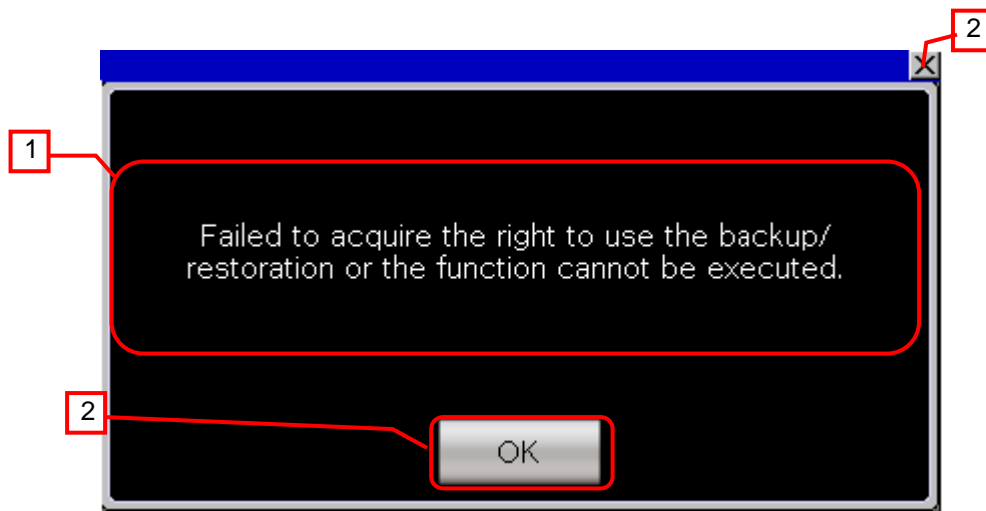 2
X
1
Failed to acquire the right to use the backup/
restoration or the function cannot be executed.
2
OK